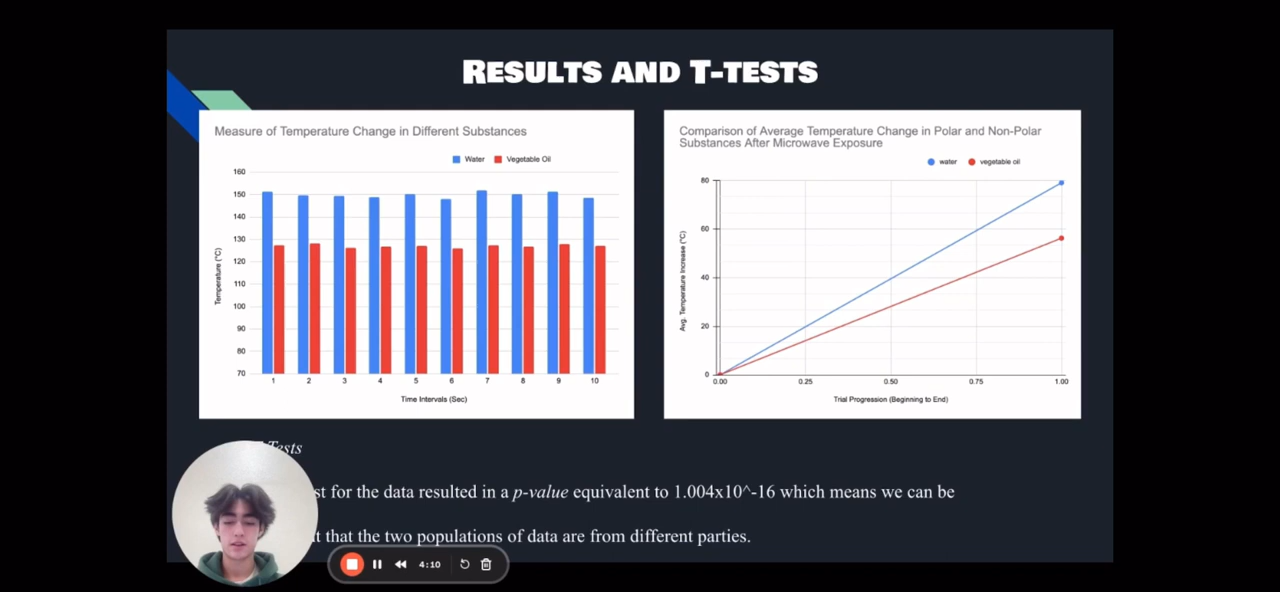 RESULTS AND T-TESTS
Measure of Temperature Change in Different Substances
Water Vegetable Oil
160
150
140
130
120
110
100
90
80
70
Temperature (°C)
1 2 3 4 5 6 7 8 9 10
Time Intervals (Sec)
Comparison of Average Temperature Change in Polar and Non-Polar
Substances After Microwave Exposure
water vegetable oil
80
60
40
20
0
Avg. Temperature Increase (°C)
0.00 0.25 0.50 0.75 1.00
Trial Progression (Beginning to End)
Tests
st for the data resulted in a p-value equivalent to 1.004x10^-16 which means we can be
t that the two populations of data are from different parties.
4:10